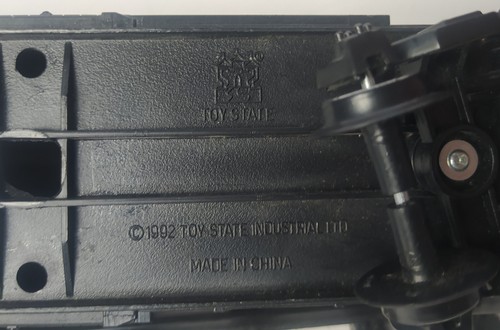 TOY STATE
©1992 TOY STATE INDUSTRIAL LTD
MADE IN CHINA